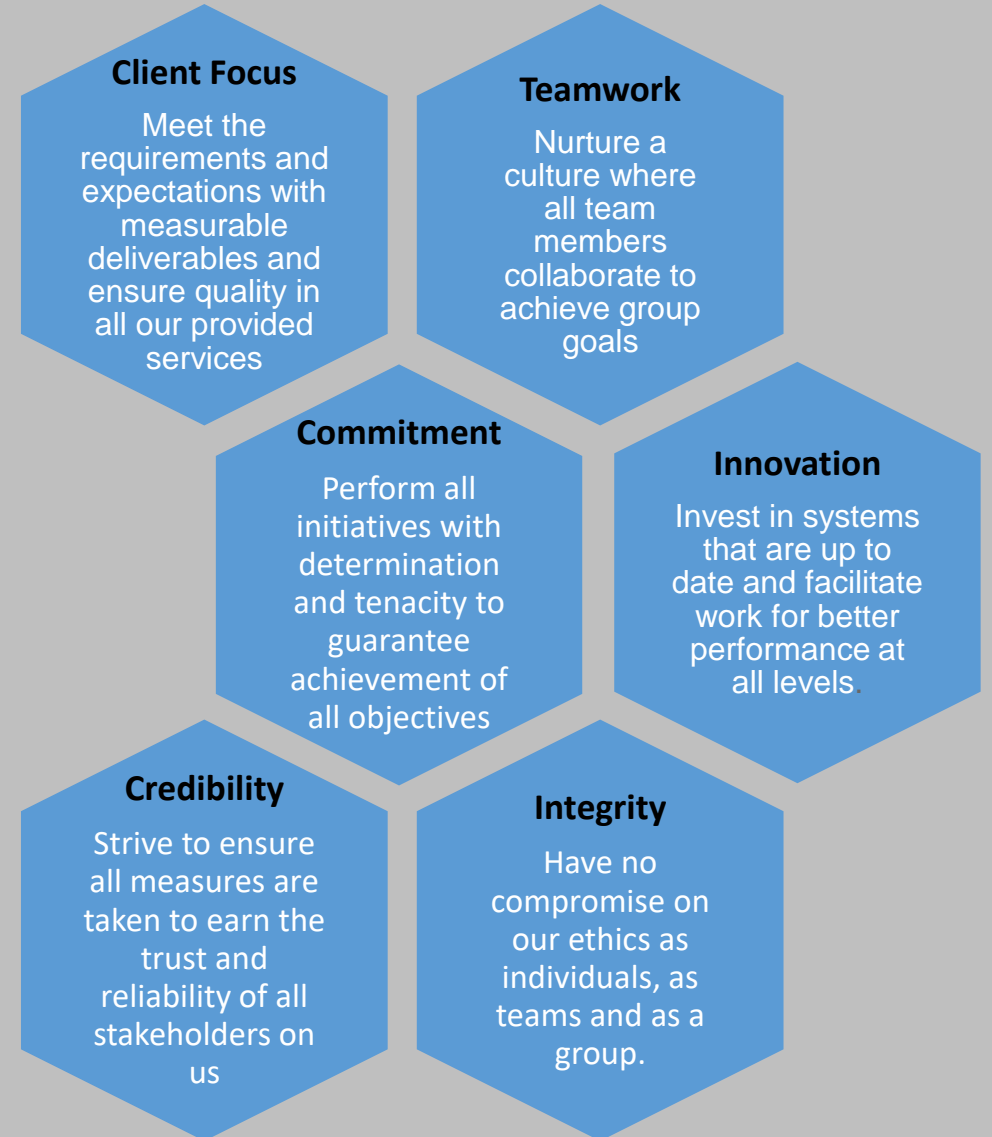 Client Focus
Meet the
requirements and
expectations with
measurable
deliverables and
ensure quality in
all our provided
services
Teamwork
Nurture a
culture where
all team
members
collaborate to
achieve group
goals
Commitment
Perform all
initiatives with
determination
and tenacity to
guarantee
achievement of
all objectives
Innovation
Invest in systems
that are up to
date and facilitate
work for better
performance at
all levels.
Credibility
Strive to ensure
all measures are
taken to earn the
trust and
reliability of all
stakeholders on
us
Integrity
Have no
compromise on
our ethics as
individuals, as
teams and as a
group.